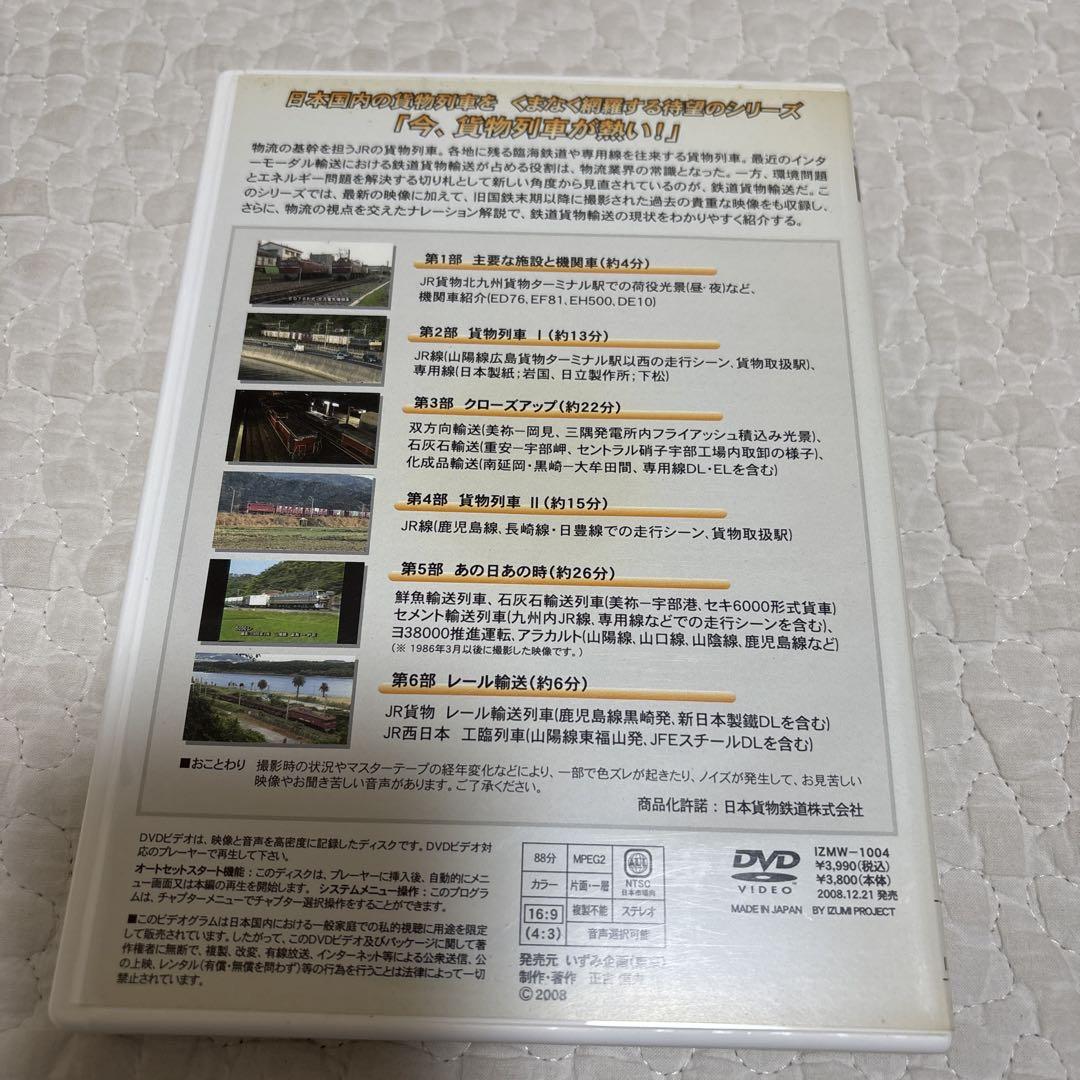 日本国内の貨物列車を くまなく網羅する待望のシリーズ
「今、貨物列車が熱い!」
物流の基幹を担うJRの貨物列車。各地に残る臨海鉄道や専用線を往来する貨物列車。最近のインタ
ーモーダル輸送における鉄道貨物輸送が占める役割は、物流業界の常識となった。一方、環境問題
とエネルギー問題を解決する切り札として新しい角度から見直されているのが、鉄道貨物輸送だ。こ
のシリーズでは、最新の映像に加えて、旧国鉄末期以降に撮影された過去の貴重な映像をも収録し、
さらに、物流の視点を交えたナレーション解説で、鉄道貨物輸送の現状をわかりやすく紹介する。
第1部 主要な施設と機関車(約4分)
JR貨物北九州貨物ターミナル駅での荷役光景(昼・夜)など、
機関車紹介(ED76,EF81,EH500,DE10)
第2部 貨物列車 I(約13分)
JR線(山陽線広島貨物ターミナル駅以西の走行シーン、貨物取扱駅)、
専用線(日本製紙;岩国、日立製作所;下松)
第3部 クローズアップ(約22分)
双方向輸送(美祢ー岡見、三隅発電所内フライアッシュ積込み光景)、
石灰石輸送(重安ー宇部岬、セントラル硝子宇部工場内取卸の様子)、
化成品輸送(南延岡・黒崎ー大牟田間、専用線DL・ELを含む)
第4部 貨物列車 II(約15分)
JR線(鹿児島線、長崎線・日豊線での走行シーン、貨物取扱駅)
第5部 あの日あの時(約26分)
鮮魚輸送列車、石灰石輸送列車(美祢ー宇部港、セキ6000形式貨車)
セメント輸送列車(九州内JR線、専用線などでの走行シーンを含む)、
ヨ38000推進運転、アラカルト(山陽線、山口線、山陰線、鹿児島線など)
(※ 1986年3月以後に撮影した映像です。)
第6部 レール輸送(約6分)
JR貨物 レール輸送列車(鹿児島線黒崎発、新日本製鐵DLを含む)
JR西日本 工臨列車(山陽線東福山発、JFEスチールDLを含む)
■おことわり 撮影時の状況やマスターテープの経年変化などにより、一部で色ズレが起きたり、ノイズが発生して、お見苦しい
映像やお聞き苦しい音声があります。ご了承ください。
商品化許諾:日本貨物鉄道株式会社
DVDビデオは、映像と音声を高密度に記録したディスクです。DVDビデオ対
応のプレーヤーで再生して下さい。
オートセットスタート機能:このディスクは、プレーヤーに挿入後、自動的にメニ
ュー画面又は本編の再生を開始します。 システムメニュー操作:このプログラ
ムは、チャプターメニューでチャプター選択操作をすることができます。
■このビデオグラムは日本国内における一般家庭での私的視聴に用途を限定
して販売されています。したがって、このDVDビデオ及びパッケージに関して著
作権者に無断で、複製、改変、有線放送、インターネット等による公衆送信、公
の上映、レンタル(有償・無償を問わず)等の行為を行うことは法律によって一切
禁止されています。
88分 MPEG2 ALL NTSC 日本市場向
カラー 片面・一層
16:9 複製不能 ステレオ
(4:3) 音声選択可能
発売元 いずみ企画
制作・著作
© 2008
DVD VIDEO
IZMW-1004
¥3,990(税込)
¥3,800(本体)
2008.12.21 発売
MADE IN JAPAN BY IZUMI PROJECT